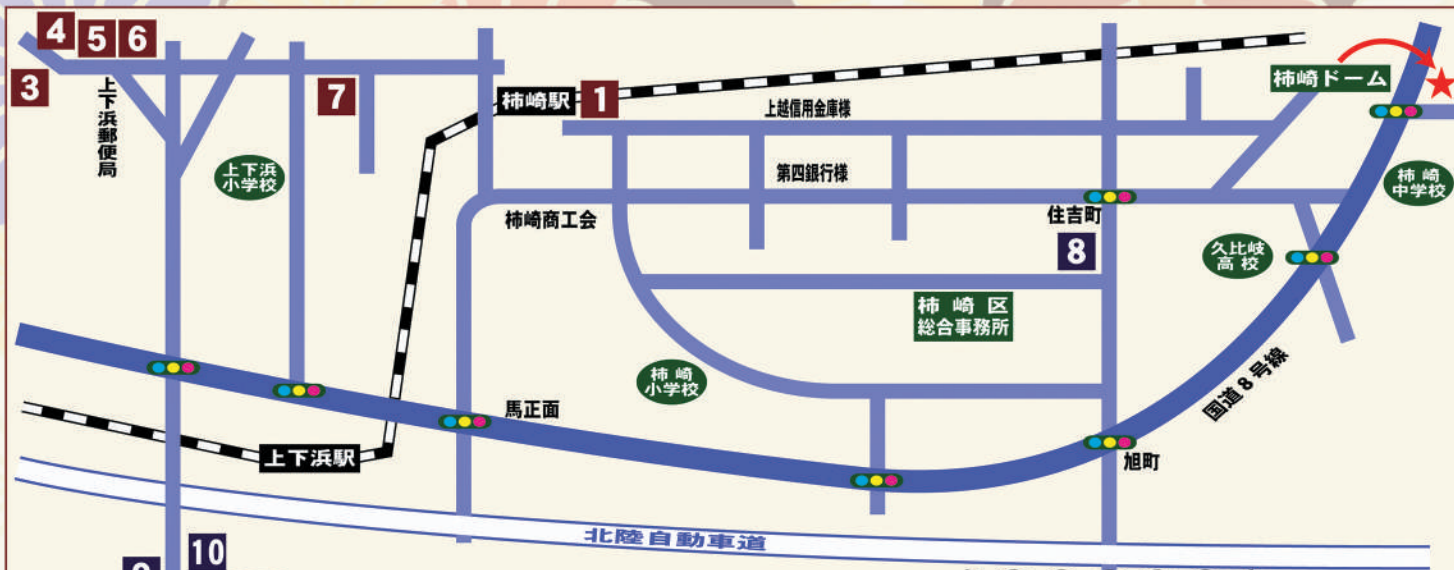 4
5
6
3
上下浜郵便局
7
柿崎駅
1
上越信用金庫様
柿崎ドーム
上下浜
小学校
第四銀行様
柿崎
中学校
柿崎商工会
住吉町
8
久比岐
高校
柿崎区
総合事務所
柿崎
小学校
国道8号線
馬正面
上下浜駅
旭町
北陸自動車道
10